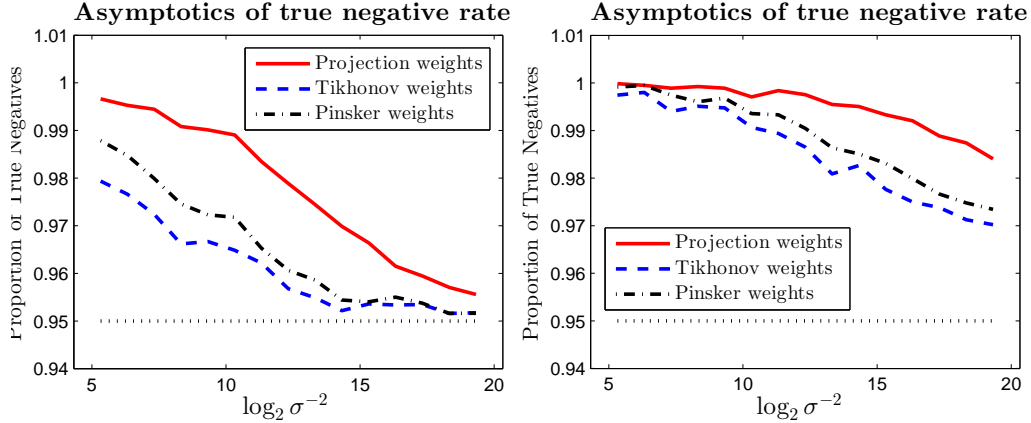 Asymptotics of true negative rate
Proportion of True Negatives
1.01
1
0.99
0.98
0.97
0.96
0.95
0.94
Projection weights
Tikhonov weights
Pinsker weights
5
10
15
20
log₂ σ⁻²
Asymptotics of true negative rate
Proportion of True Negatives
1.01
1
0.99
0.98
0.97
0.96
0.95
0.94
Projection weights
Tikhonov weights
Pinsker weights
5
10
15
20
log₂ σ⁻²